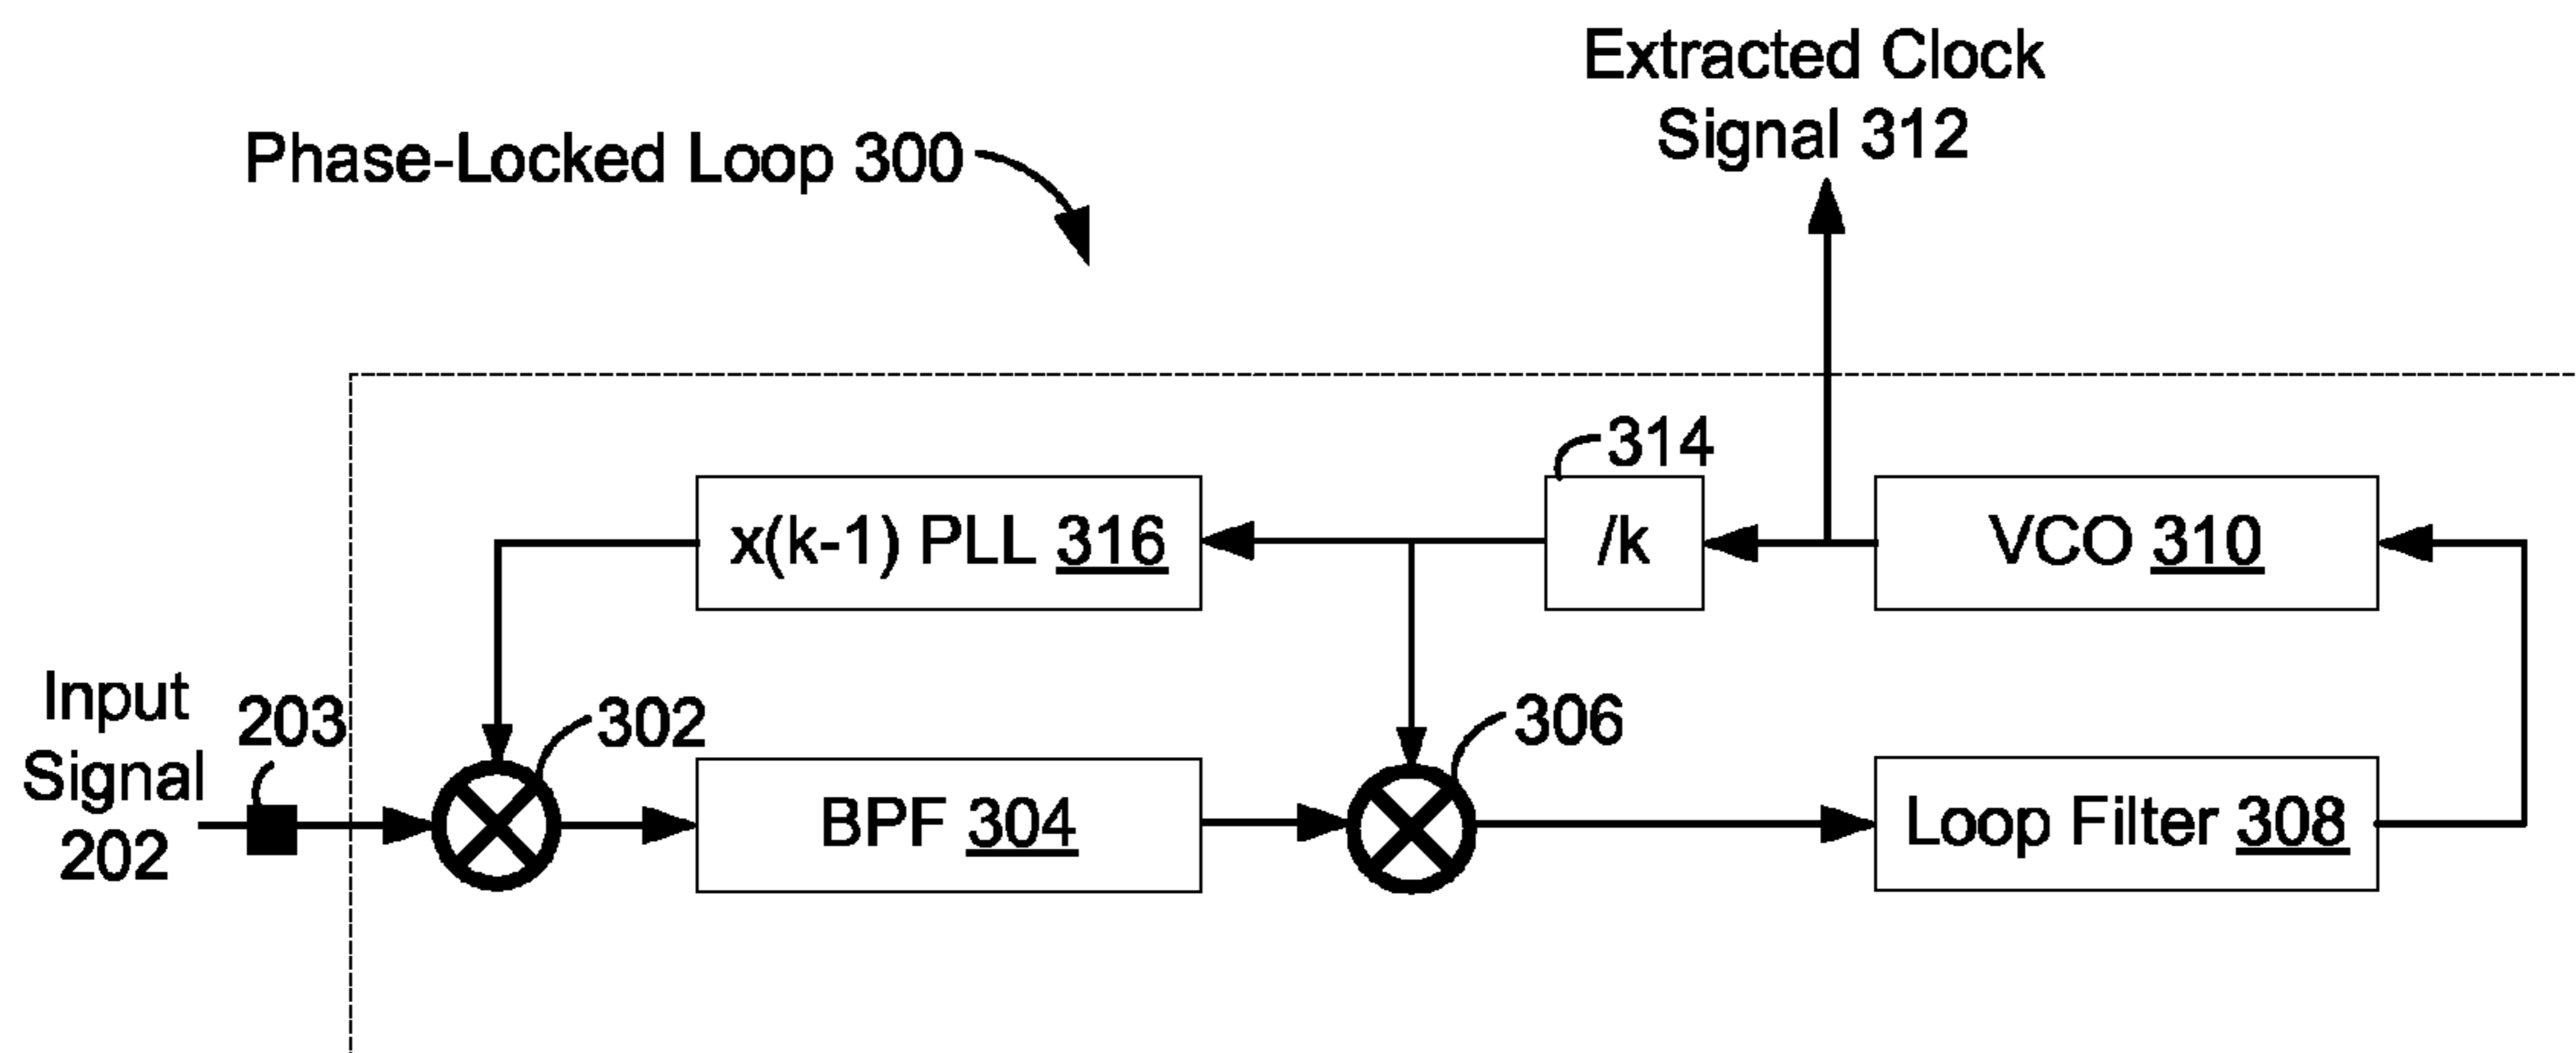 Extracted Clock
Signal 312
Phase-Locked Loop 300
314
x(k-1) PLL 316
/k
VCO 310
Input
Signal
202
203
302
306
BPF 304
Loop Filter 308